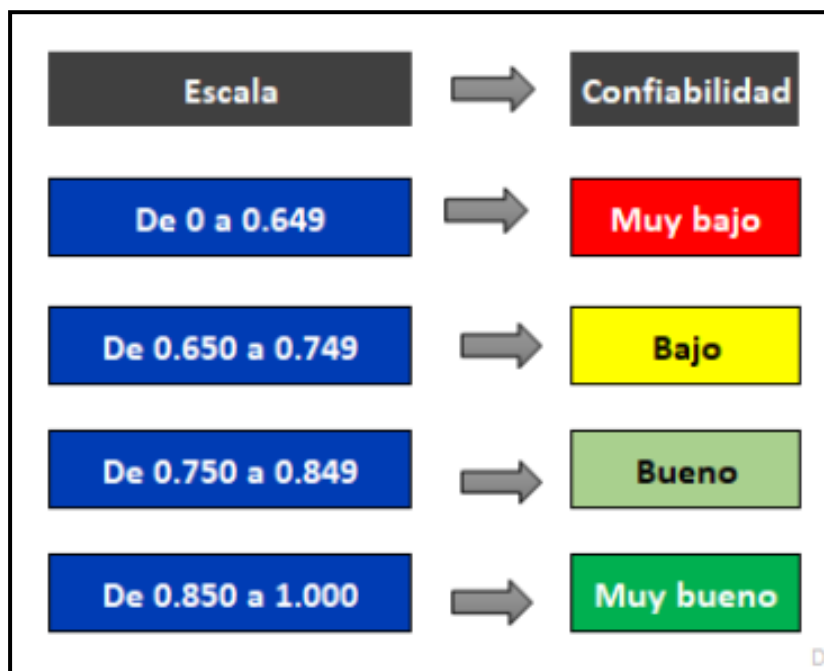 Escala
Confiabilidad
De 0 a 0.649
Muy bajo
De 0.650 a 0.749
Bajo
De 0.750 a 0.849
Bueno
De 0.850 a 1.000
Muy bueno
D